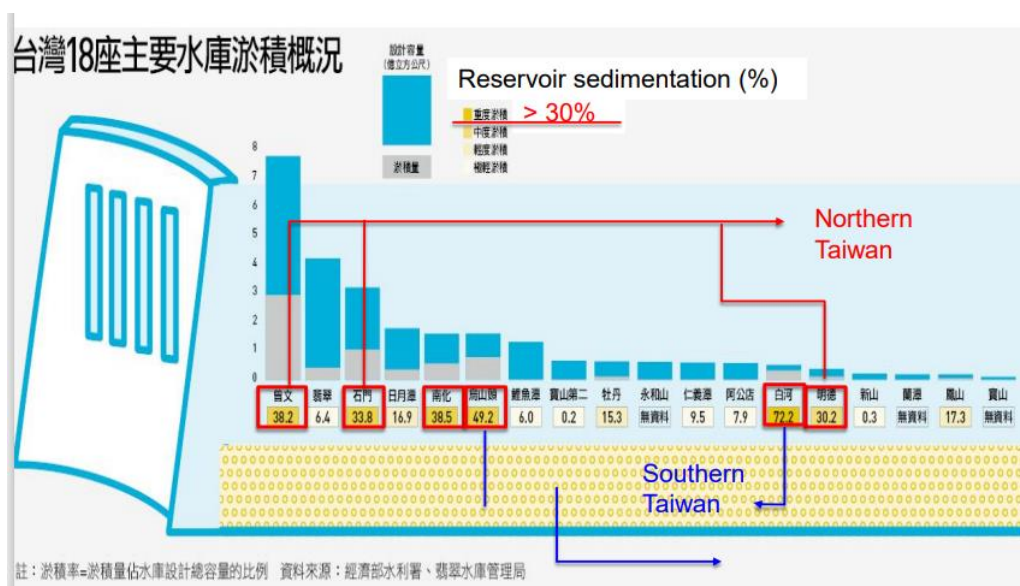 台灣18座主要水庫淤積概況
設計容量
(億立方公尺)
Reservoir sedimentation (%)
重度淤積 > 30%
中度淤積
輕度淤積
極輕淤積
淤積量
8
7
6
5
4
3
2
1
0
Northern
Taiwan
曾文 翡翠 石門 日月潭 南化 烏山頭 鯉魚潭 寶山第二 牡丹 永和山 仁義潭 阿公店 白河 明德 新山 蘭潭 鳳山 寶山
38.2 6.4 33.8 16.9 38.5 49.2 6.0 0.2 15.3 無資料 9.5 7.9 72.2 30.2 0.3 無資料 17.3 無資料
Southern
Taiwan
註：淤積率=淤積量佔水庫設計總容量的比例 資料來源：經濟部水利署、翡翠水庫管理局